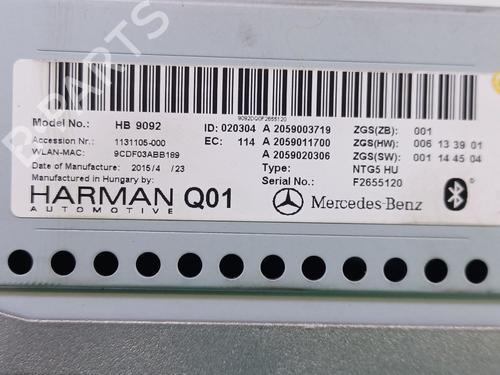 9092DG0F2655120
Model No.: HB 9092 ID: 020304 A 2059003719 ZGS(ZB): 001
Accession Nr.: 1131105-000 EC: 114 A 2059011700 ZGS(HW): 006 13 39 01
WLAN-MAC: 9CDF03ABB189 A 2059020306 ZGS(SW): 001 14 45 04
Date of Manufacture: 2015/4 /23 Type: NTG5 HU
Manufactured in Hungary by: Serial No.: F2655120
HARMAN Q01 Mercedes-Benz
AUTOMOTIVE
B-PARTS